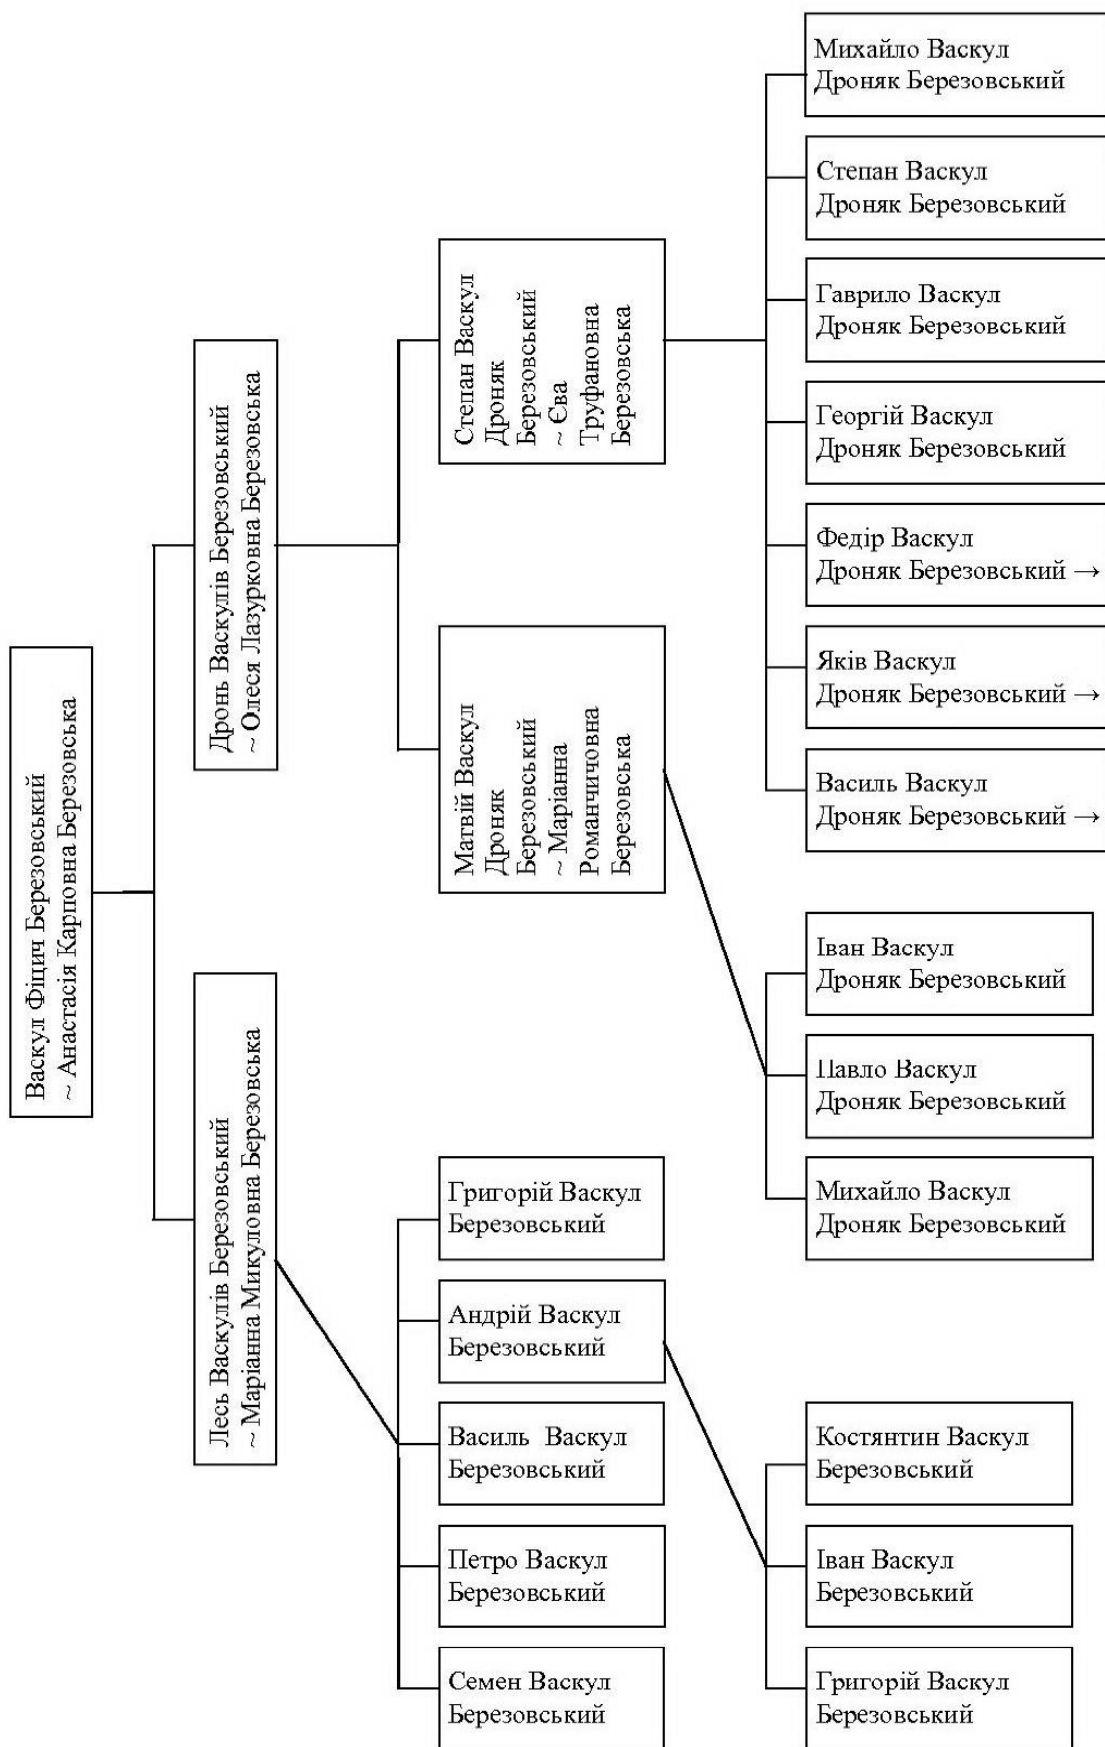 Васкул Фіцич Березовський
~ Анастасія Карповна Березовська
Лесь Васкулів Березовський
~ Маріанна Микуловна Березовська
Дронь Васкулів Березовський
~ Олеся Лазурковна Березовська
Семен Васкул
Березовський
Петро Васкул
Березовський
Василь Васкул
Березовський
Андрій Васкул
Березовський
Григорій Васкул
Березовський
Матвій Васкул
Дроняк
Березовський
~ Маріанна
Романчичовна
Березовська
Степан Васкул
Дроняк
Березовський
~ Єва
Труфановна
Березовська
Григорій Васкул
Березовський
Іван Васкул
Березовський
Костянтин Васкул
Березовський
Михайло Васкул
Дроняк Березовський
Павло Васкул
Дроняк Березовський
Іван Васкул
Дроняк Березовський
Василь Васкул
Дроняк Березовський →
Яків Васкул
Дроняк Березовський →
Федір Васкул
Дроняк Березовський →
Георгій Васкул
Дроняк Березовський
Гаврило Васкул
Дроняк Березовський
Степан Васкул
Дроняк Березовський
Михайло Васкул
Дроняк Березовський